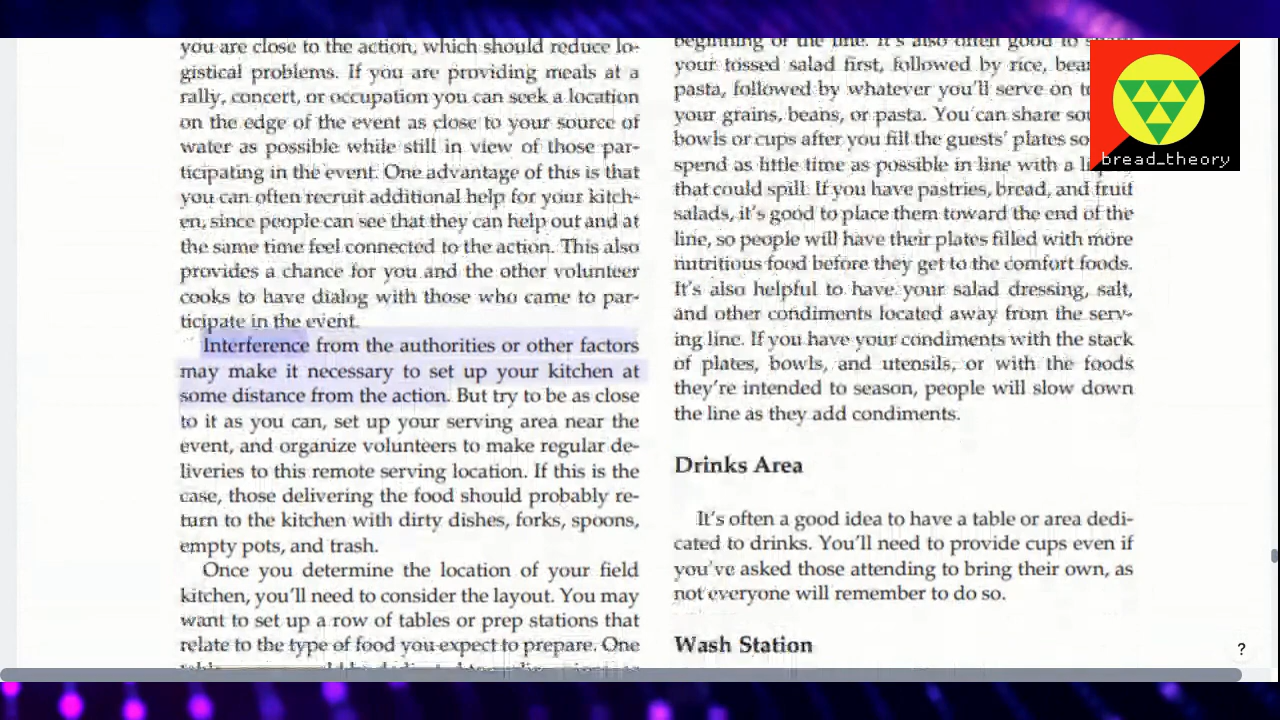 you are close to the action, which should reduce lo-
gistical problems. If you are providing meals at a
rally, concert, or occupation you can seek a location
on the edge of the event as close to your source of
water as possible while still in view of those par-
ticipating in the event. One advantage of this is that
you can often recruit additional help for your kitch-
en, since people can see that they can help out and at
the same time feel connected to the action. This also
provides a chance for you and the other volunteer
cooks to have dialog with those who came to par-
ticipate in the event.
Interference from the authorities or other factors
may make it necessary to set up your kitchen at
some distance from the action. But try to be as close
to it as you can, set up your serving area near the
event, and organize volunteers to make regular de-
liveries to this remote serving location. If this is the
case, those delivering the food should probably re-
turn to the kitchen with dirty dishes, forks, spoons,
empty pots, and trash.
Once you determine the location of your field
kitchen, you'll need to consider the layout. You may
want to set up a row of tables or prep stations that
relate to the type of food you expect to prepare. One
beginning of the line. It's also often good to
your tossed salad first, followed by rice,
pasta, followed by whatever you'll serve on
your grains, beans, or pasta. You can share
bowls or cups after you fill the guests' plates so
spend as little time as possible in line with a
that could spill. If you have pastries, bread, and fruit
salads, it's good to place them toward the end of the
line, so people will have their plates filled with more
nutritious food before they get to the comfort foods.
It's also helpful to have your salad dressing, salt,
and other condiments located away from the serv-
ing line. If you have your condiments with the stack
of plates, bowls, and utensils, or with the foods
they're intended to season, people will slow down
the line as they add condiments.
Drinks Area
It's often a good idea to have a table or area dedi-
cated to drinks. You'll need to provide cups even if
you've asked those attending to bring their own, as
not everyone will remember to do so.
Wash Station
bread_theory
?